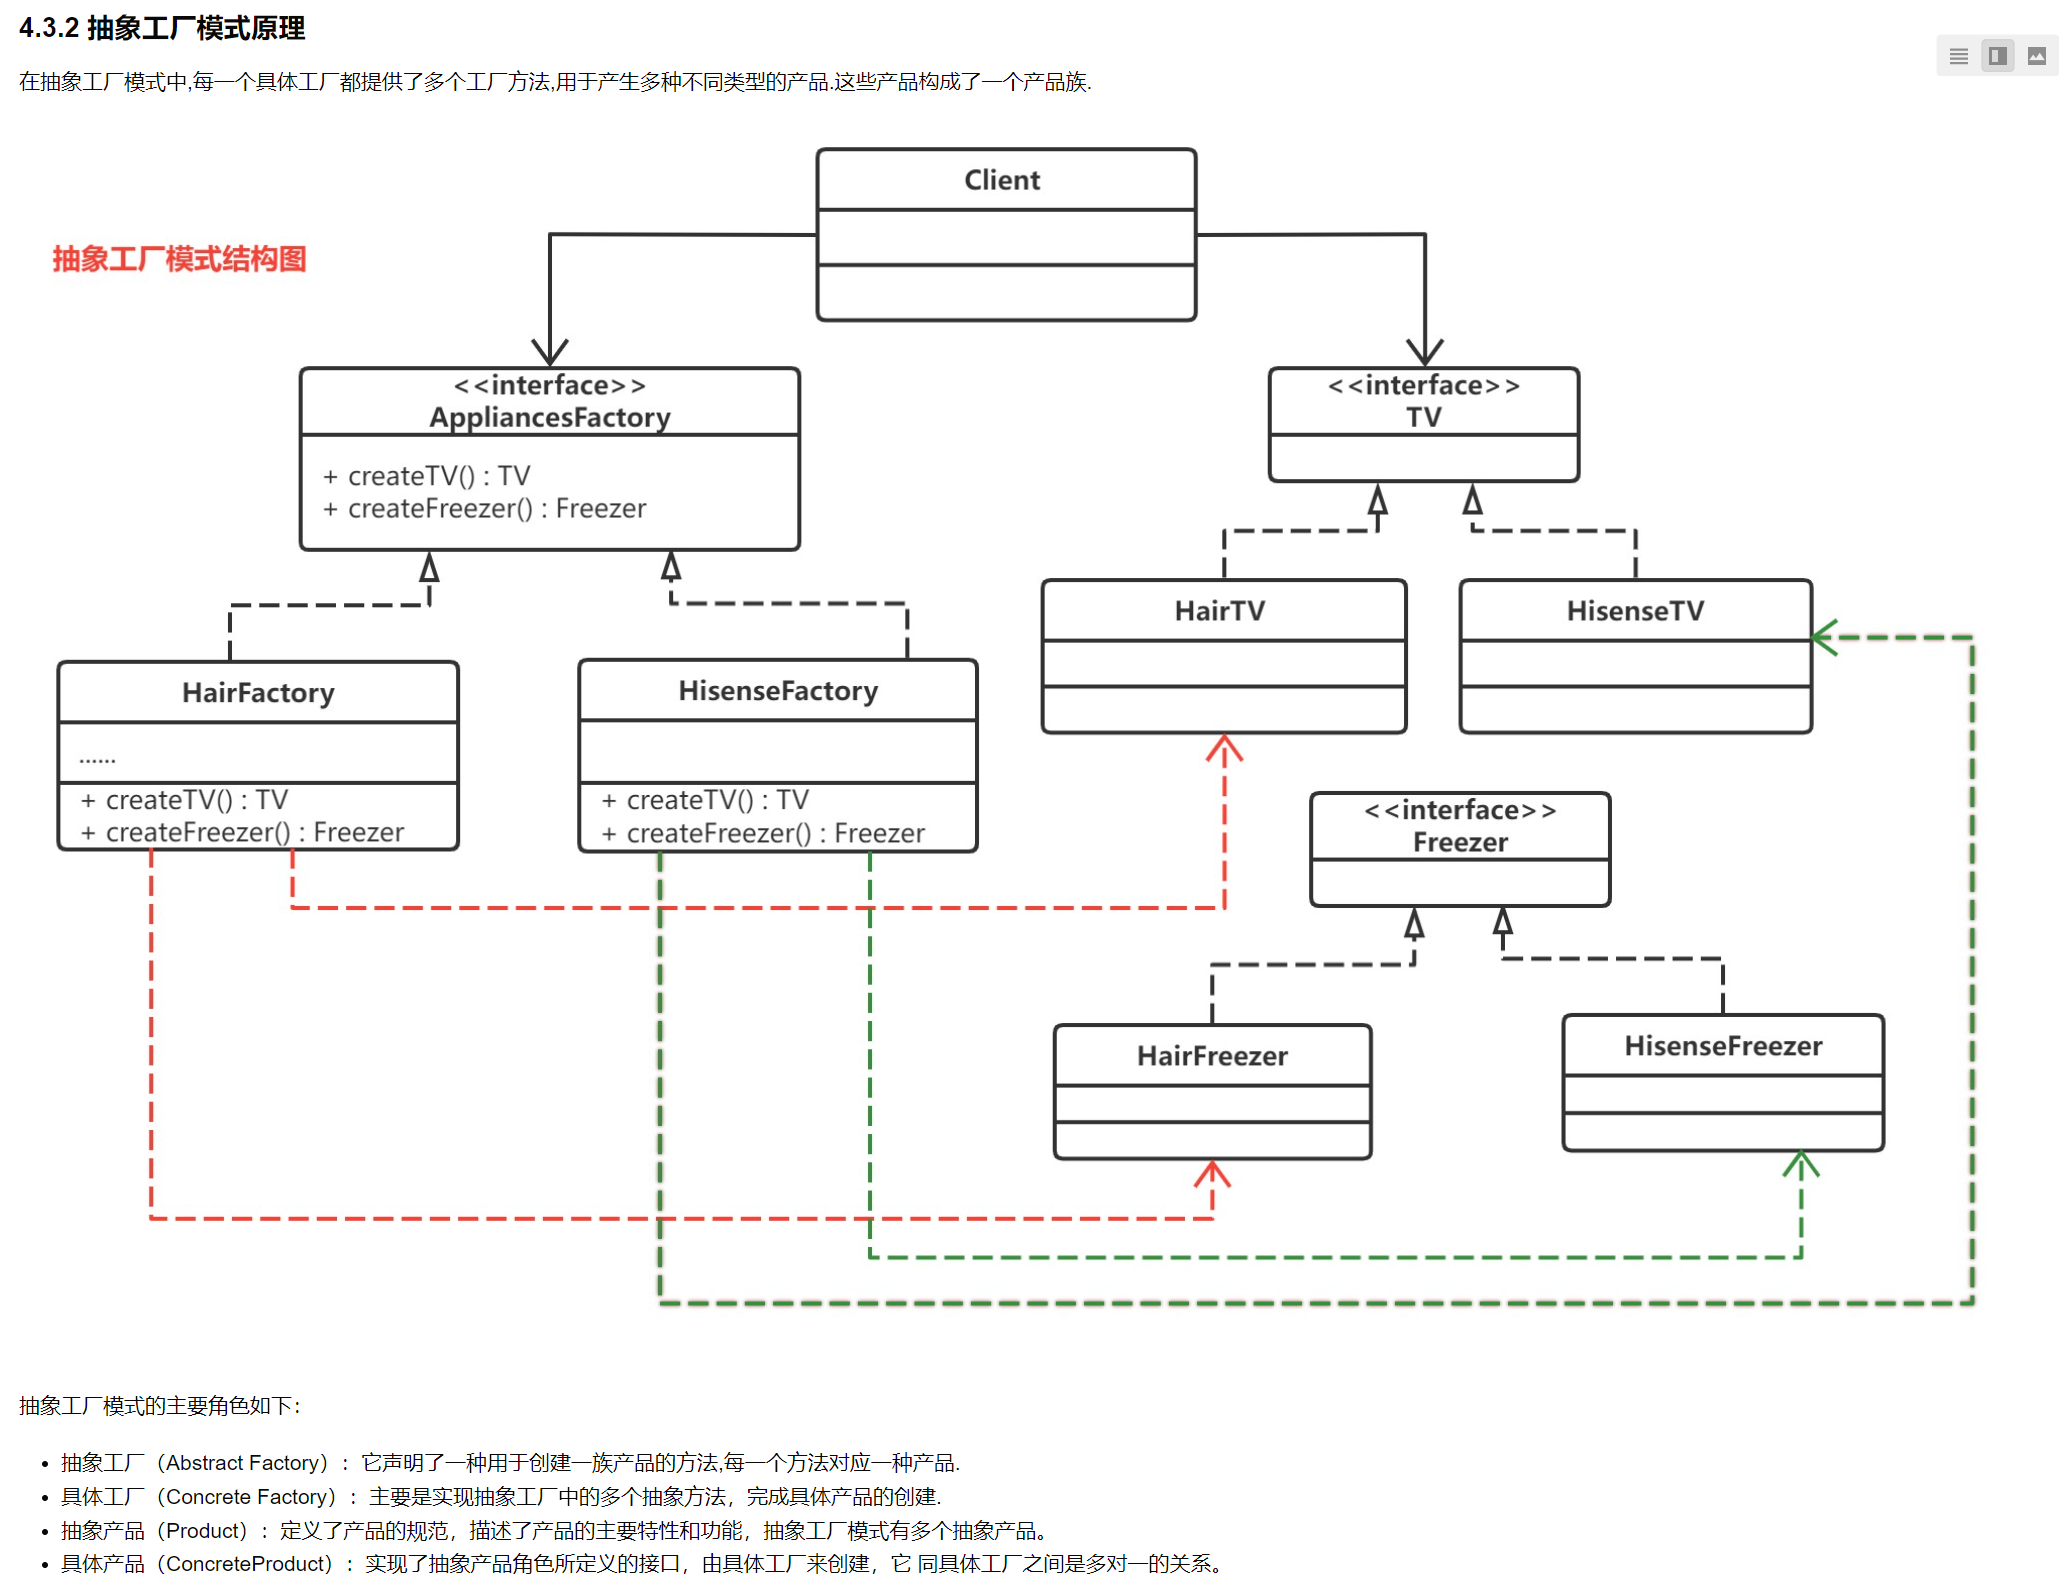 4.3.2 抽象工厂模式原理
在抽象工厂模式中,每一个具体工厂都提供了多个工厂方法,用于产生多种不同类型的产品.这些产品构成了一个产品族.
Client
抽象工厂模式结构图
<<interface>>
AppliancesFactory
+ createTV() : TV
+ createFreezer() : Freezer
<<interface>>
TV
HairTV
HisenseTV
HairFactory
......
+ createTV() : TV
+ createFreezer() : Freezer
HisenseFactory
+ createTV() : TV
+ createFreezer() : Freezer
<<interface>>
Freezer
HairFreezer
HisenseFreezer
抽象工厂模式的主要角色如下：
• 抽象工厂（Abstract Factory）：它声明了一种用于创建一族产品的方法,每一个方法对应一种产品.
• 具体工厂（Concrete Factory）：主要是实现抽象工厂中的多个抽象方法，完成具体产品的创建.
• 抽象产品（Product）：定义了产品的规范，描述了产品的主要特性和功能，抽象工厂模式有多个抽象产品。
• 具体产品（ConcreteProduct）：实现了抽象产品角色所定义的接口，由具体工厂来创建，它 同具体工厂之间是多对一的关系。